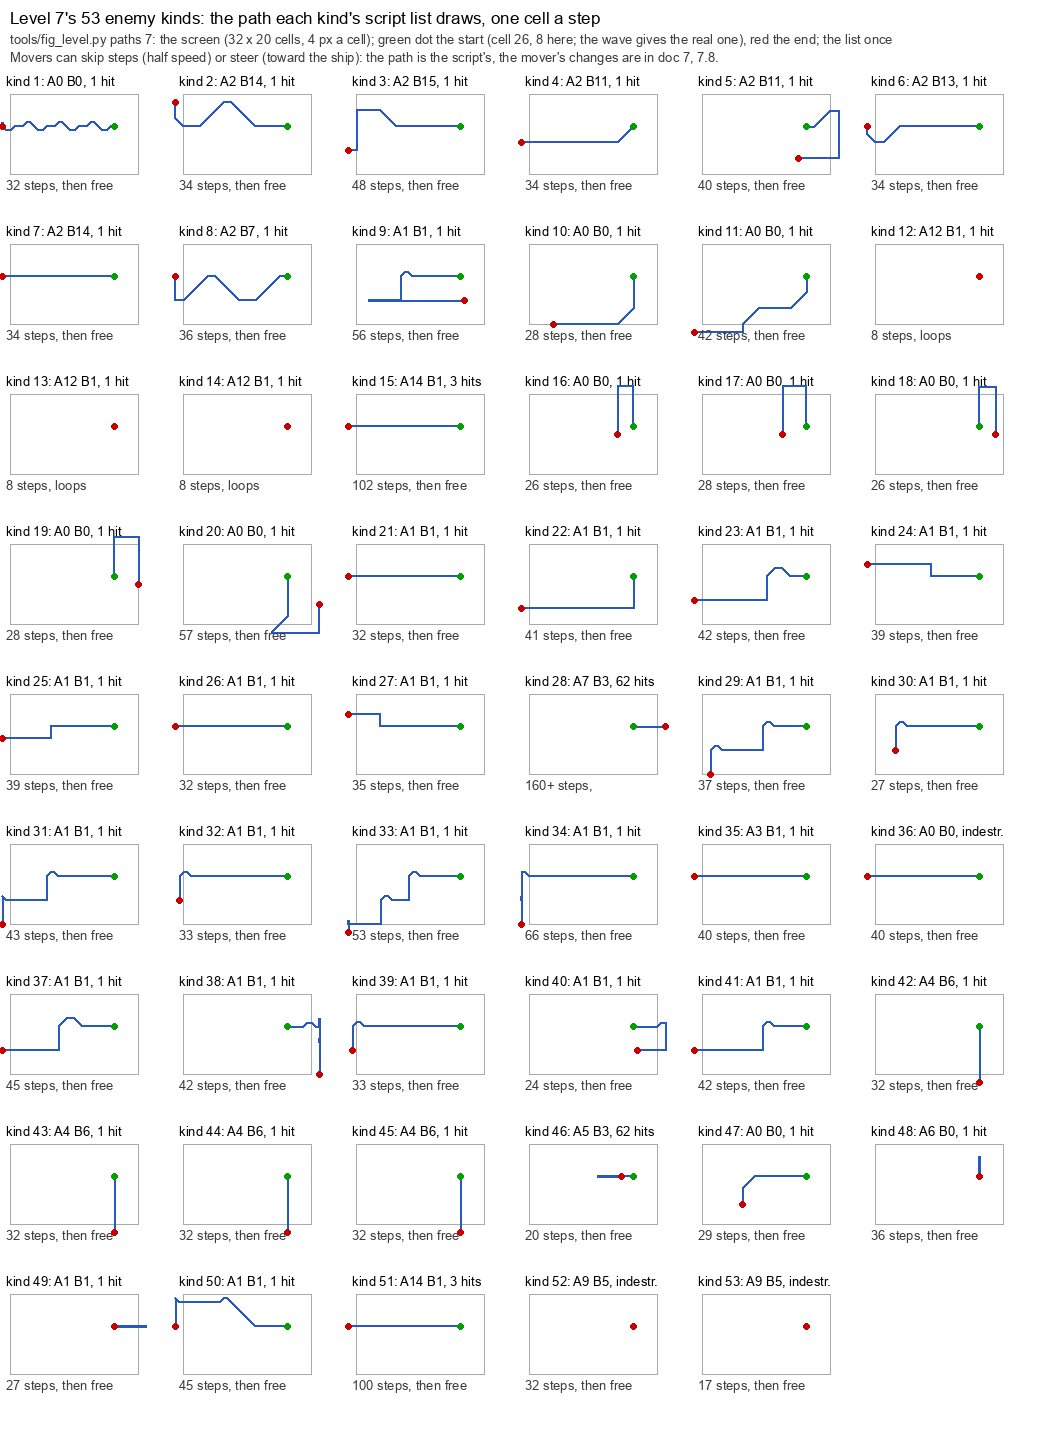 Level 7's 53 enemy kinds: the path each kind's script list draws, one cell a step
tools/fig_level.py paths 7: the screen (32 x 20 cells, 4 px a cell); green dot the start (cell 26, 8 here; the wave gives the real one), red the end; the list once
Movers can skip steps (half speed) or steer (toward the ship): the path is the script's, the mover's changes are in doc 7, 7.8.
kind 1: A0 B0, 1 hit
kind 2: A2 B14, 1 hit
kind 3: A2 B15, 1 hit
kind 4: A2 B11, 1 hit
kind 5: A2 B11, 1 hit
kind 6: A2 B13, 1 hit
32 steps, then free
34 steps, then free
48 steps, then free
34 steps, then free
40 steps, then free
34 steps, then free
kind 7: A2 B14, 1 hit
kind 8: A2 B7, 1 hit
kind 9: A1 B1, 1 hit
kind 10: A0 B0, 1 hit
kind 11: A0 B0, 1 hit
kind 12: A12 B1, 1 hit
34 steps, then free
36 steps, then free
56 steps, then free
28 steps, then free
42 steps, then free
8 steps, loops
kind 13: A12 B1, 1 hit
kind 14: A12 B1, 1 hit
kind 15: A14 B1, 3 hits
kind 16: A0 B0, 1 hit
kind 17: A0 B0, 1 hit
kind 18: A0 B0, 1 hit
8 steps, loops
8 steps, loops
102 steps, then free
26 steps, then free
28 steps, then free
26 steps, then free
kind 19: A0 B0, 1 hit
kind 20: A0 B0, 1 hit
kind 21: A1 B1, 1 hit
kind 22: A1 B1, 1 hit
kind 23: A1 B1, 1 hit
kind 24: A1 B1, 1 hit
28 steps, then free
57 steps, then free
32 steps, then free
41 steps, then free
42 steps, then free
39 steps, then free
kind 25: A1 B1, 1 hit
kind 26: A1 B1, 1 hit
kind 27: A1 B1, 1 hit
kind 28: A7 B3, 62 hits
kind 29: A1 B1, 1 hit
kind 30: A1 B1, 1 hit
39 steps, then free
32 steps, then free
35 steps, then free
160+ steps,
37 steps, then free
27 steps, then free
kind 31: A1 B1, 1 hit
kind 32: A1 B1, 1 hit
kind 33: A1 B1, 1 hit
kind 34: A1 B1, 1 hit
kind 35: A3 B1, 1 hit
kind 36: A0 B0, indestr.
43 steps, then free
33 steps, then free
53 steps, then free
66 steps, then free
40 steps, then free
40 steps, then free
kind 37: A1 B1, 1 hit
kind 38: A1 B1, 1 hit
kind 39: A1 B1, 1 hit
kind 40: A1 B1, 1 hit
kind 41: A1 B1, 1 hit
kind 42: A4 B6, 1 hit
45 steps, then free
42 steps, then free
33 steps, then free
24 steps, then free
42 steps, then free
32 steps, then free
kind 43: A4 B6, 1 hit
kind 44: A4 B6, 1 hit
kind 45: A4 B6, 1 hit
kind 46: A5 B3, 62 hits
kind 47: A0 B0, 1 hit
kind 48: A6 B0, 1 hit
32 steps, then free
32 steps, then free
32 steps, then free
20 steps, then free
29 steps, then free
36 steps, then free
kind 49: A1 B1, 1 hit
kind 50: A1 B1, 1 hit
kind 51: A14 B1, 3 hits
kind 52: A9 B5, indestr.
kind 53: A9 B5, indestr.
27 steps, then free
45 steps, then free
100 steps, then free
32 steps, then free
17 steps, then free